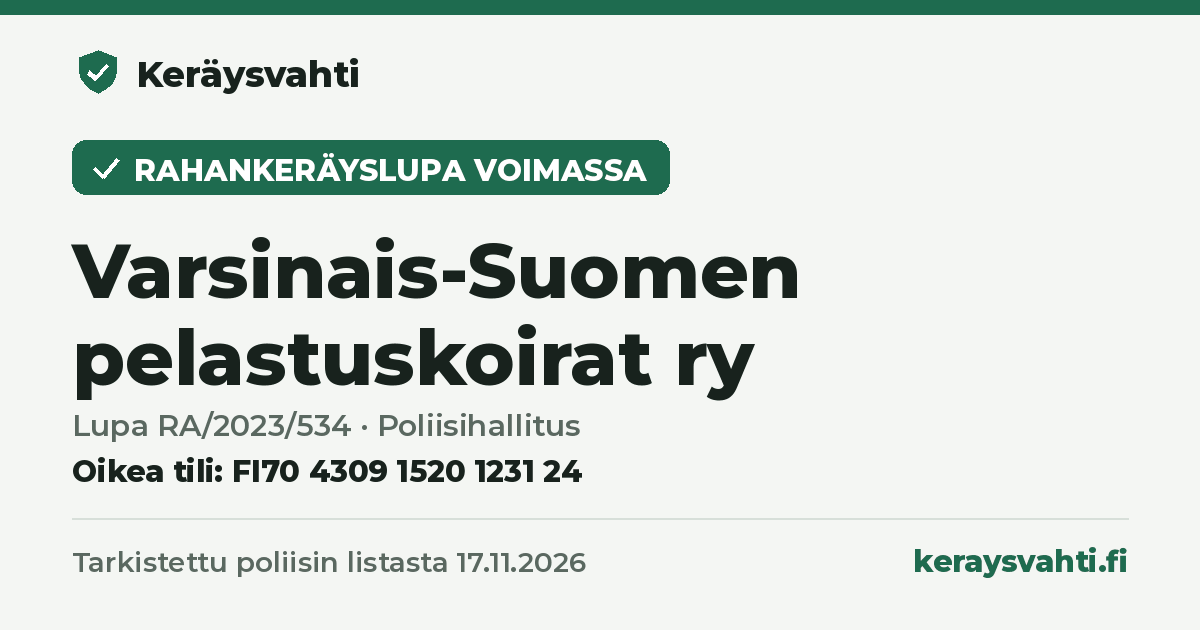 Keräysvahti
RAHANKERÄYSLUPA VOIMASSA
Varsinais-Suomen
pelastuskoirat ry
Lupa RA/2023/534 · Poliisihallitus
Oikea tili: FI70 4309 1520 1231 24
Tarkistettu poliisin listasta 17.11.2026
keraysvahti.fi